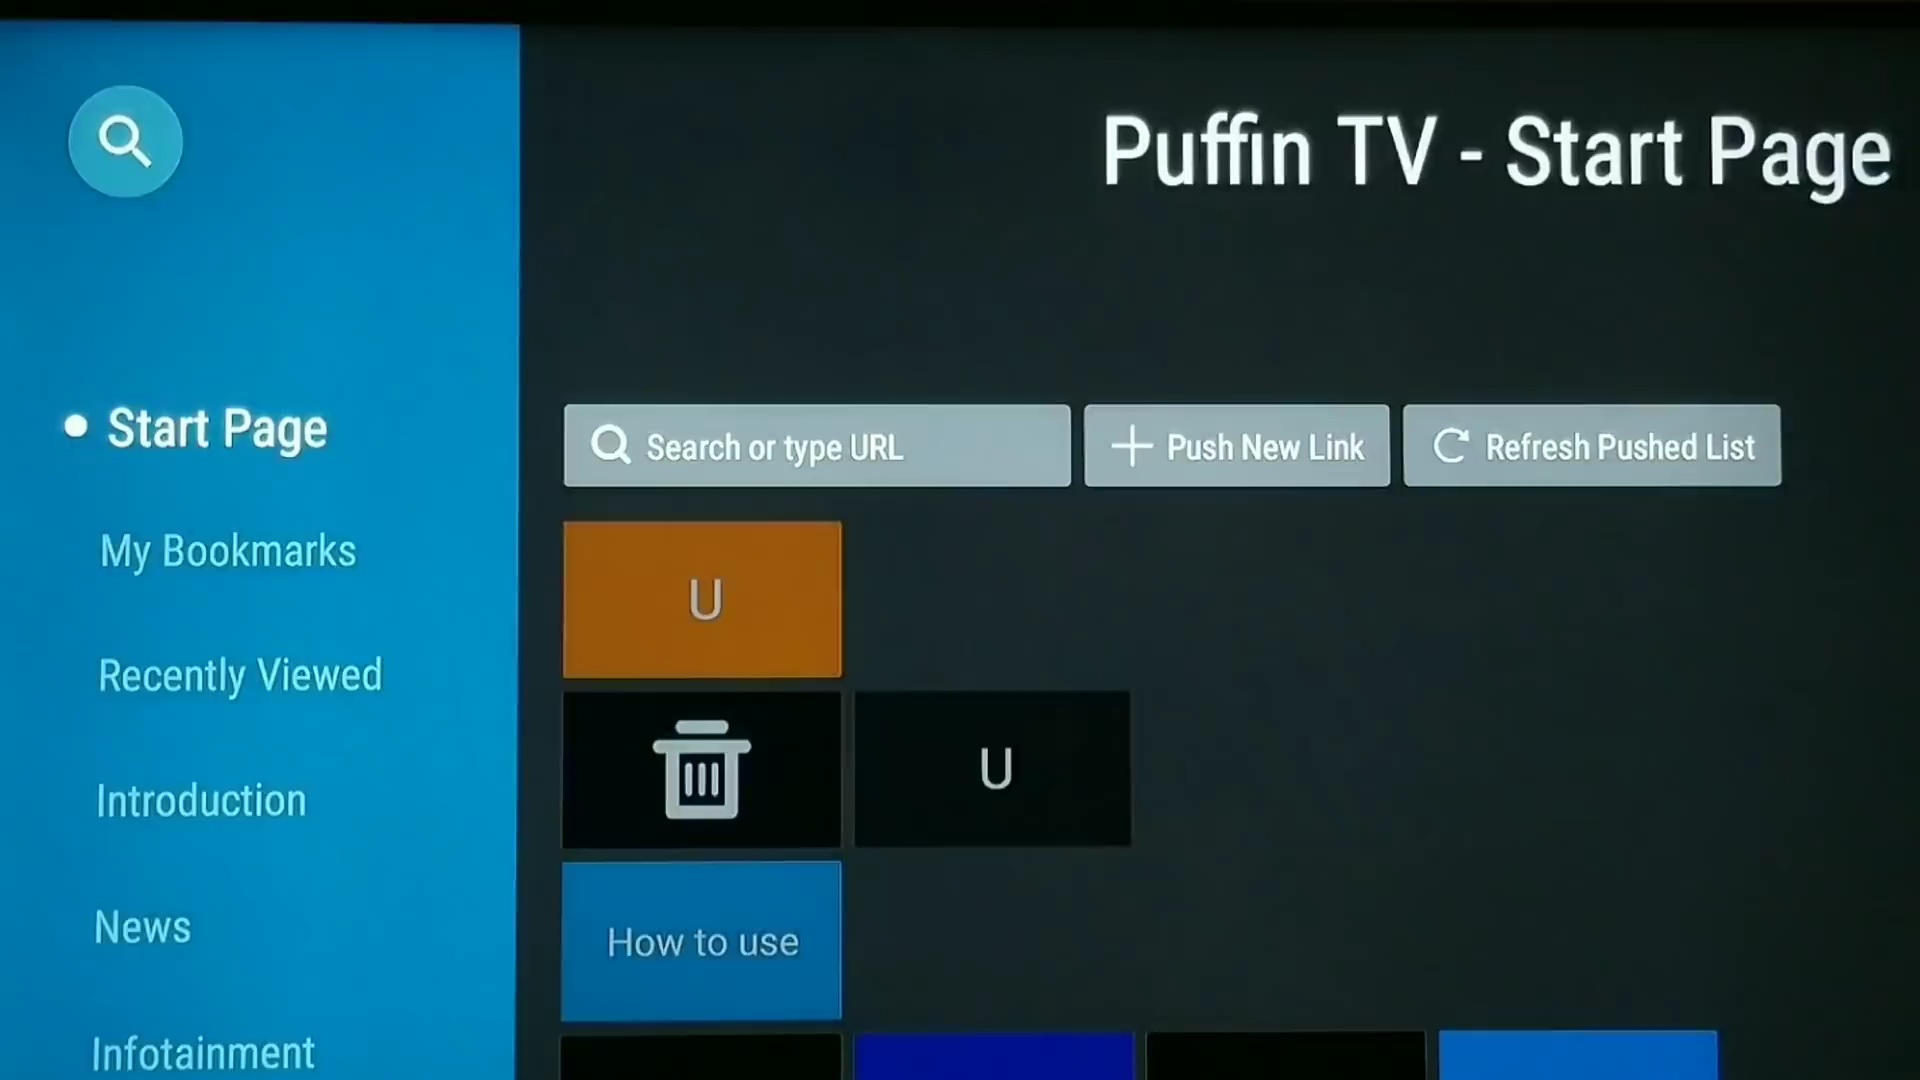 Puffin TV - Start Page
Start Page
My Bookmarks
Recently Viewed
Introduction
News
Infotainment
Search or type URL
Push New Link
Refresh Pushed List
U
U
How to use